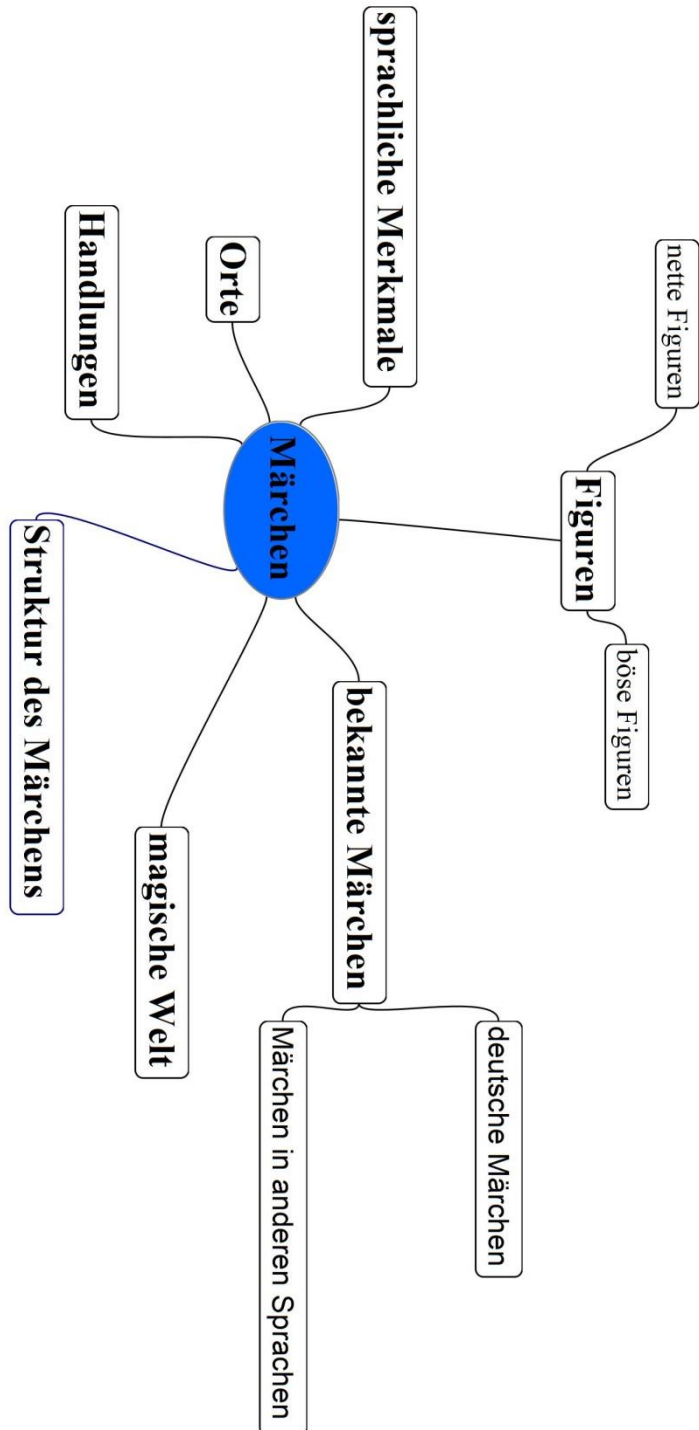 nette Figuren
böse Figuren
Figuren
deutsche Märchen
sprachliche Merkmale
bekannte Märchen
Märchen
Märchen in anderen Sprachen
Orte
magische Welt
Handlungen
Struktur des Märchens